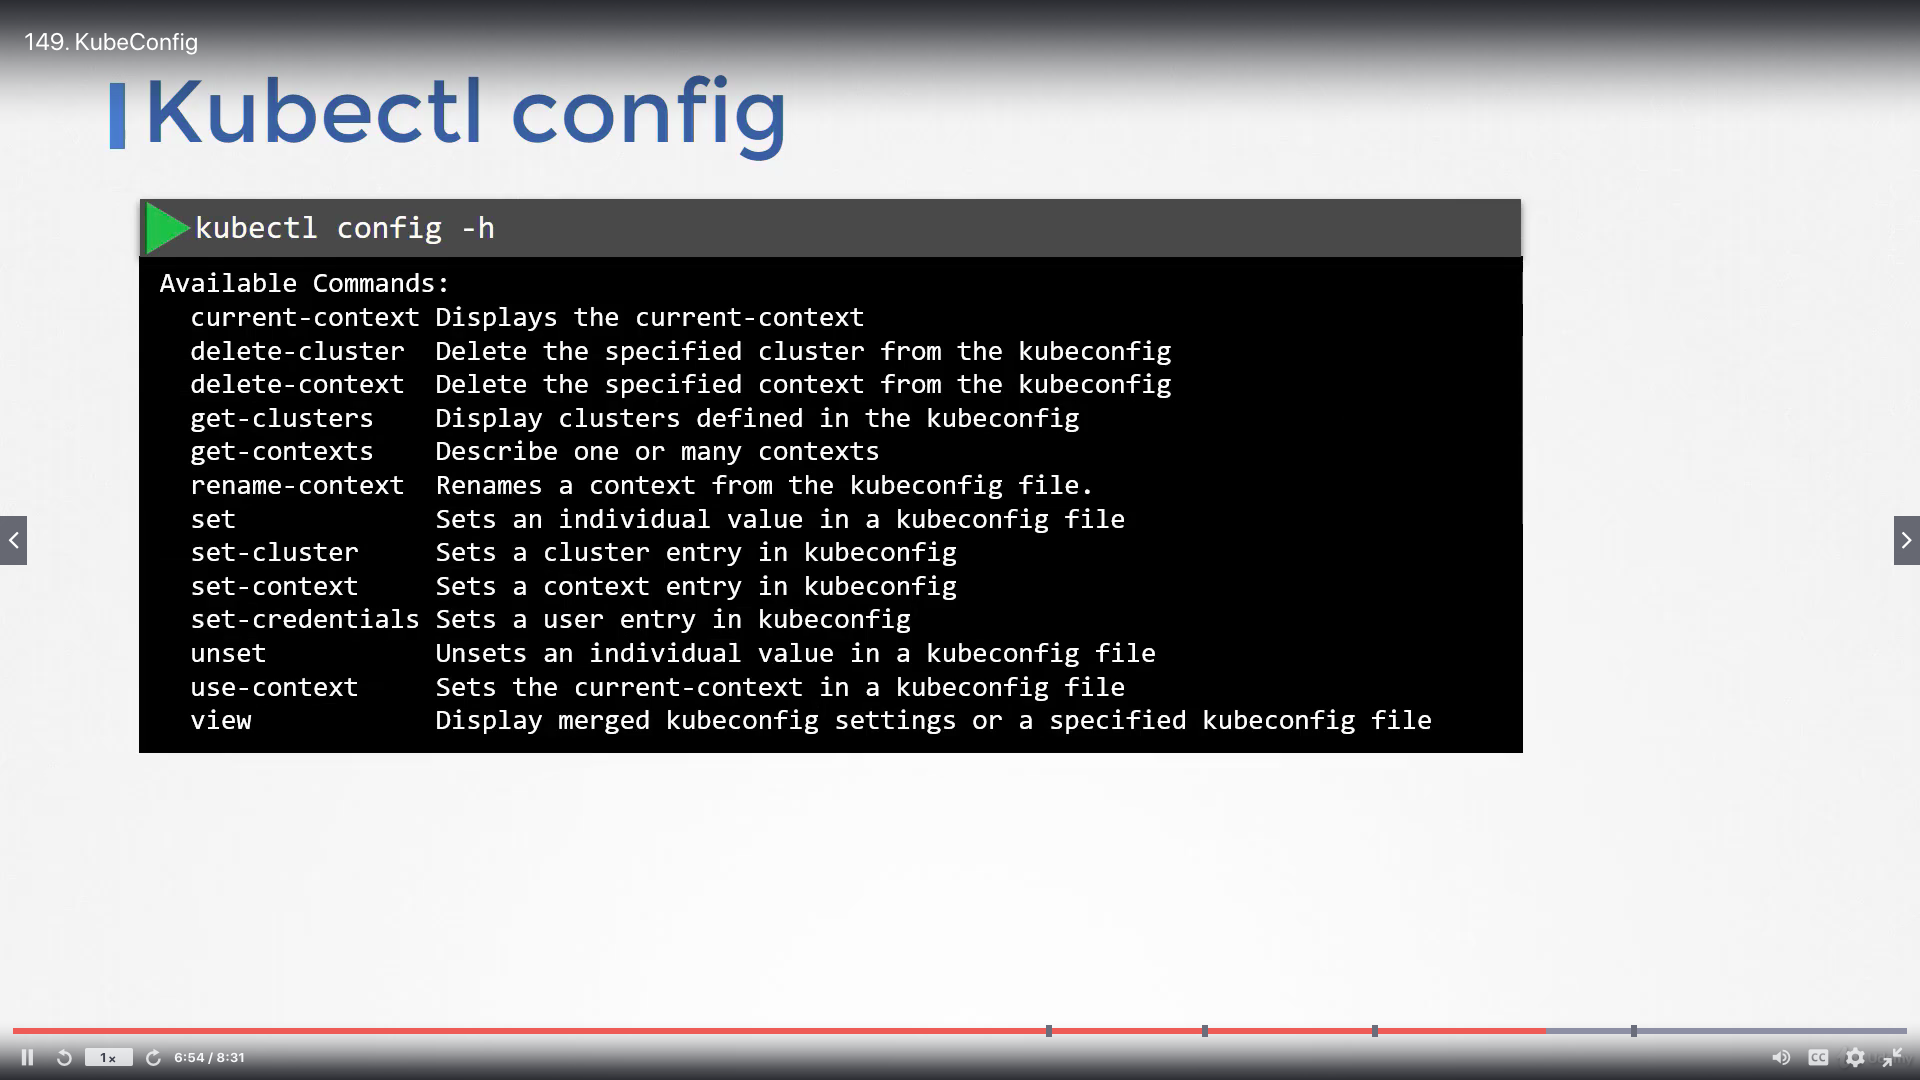 149. KubeConfig
Kubectl config
kubectl config -h
Available Commands:
current-context Displays the current-context
delete-cluster Delete the specified cluster from the kubeconfig
delete-context Delete the specified context from the kubeconfig
get-clusters Display clusters defined in the kubeconfig
get-contexts Describe one or many contexts
rename-context Renames a context from the kubeconfig file.
set Sets an individual value in a kubeconfig file
set-cluster Sets a cluster entry in kubeconfig
set-context Sets a context entry in kubeconfig
set-credentials Sets a user entry in kubeconfig
unset Unsets an individual value in a kubeconfig file
use-context Sets the current-context in a kubeconfig file
view Display merged kubeconfig settings or a specified kubeconfig file
1x 6:54 / 8:31 CC